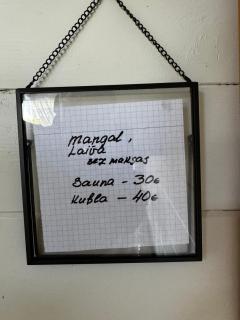 Mangal,
Laiva
bez maksas
Sauna - 30€
Kubla - 40€